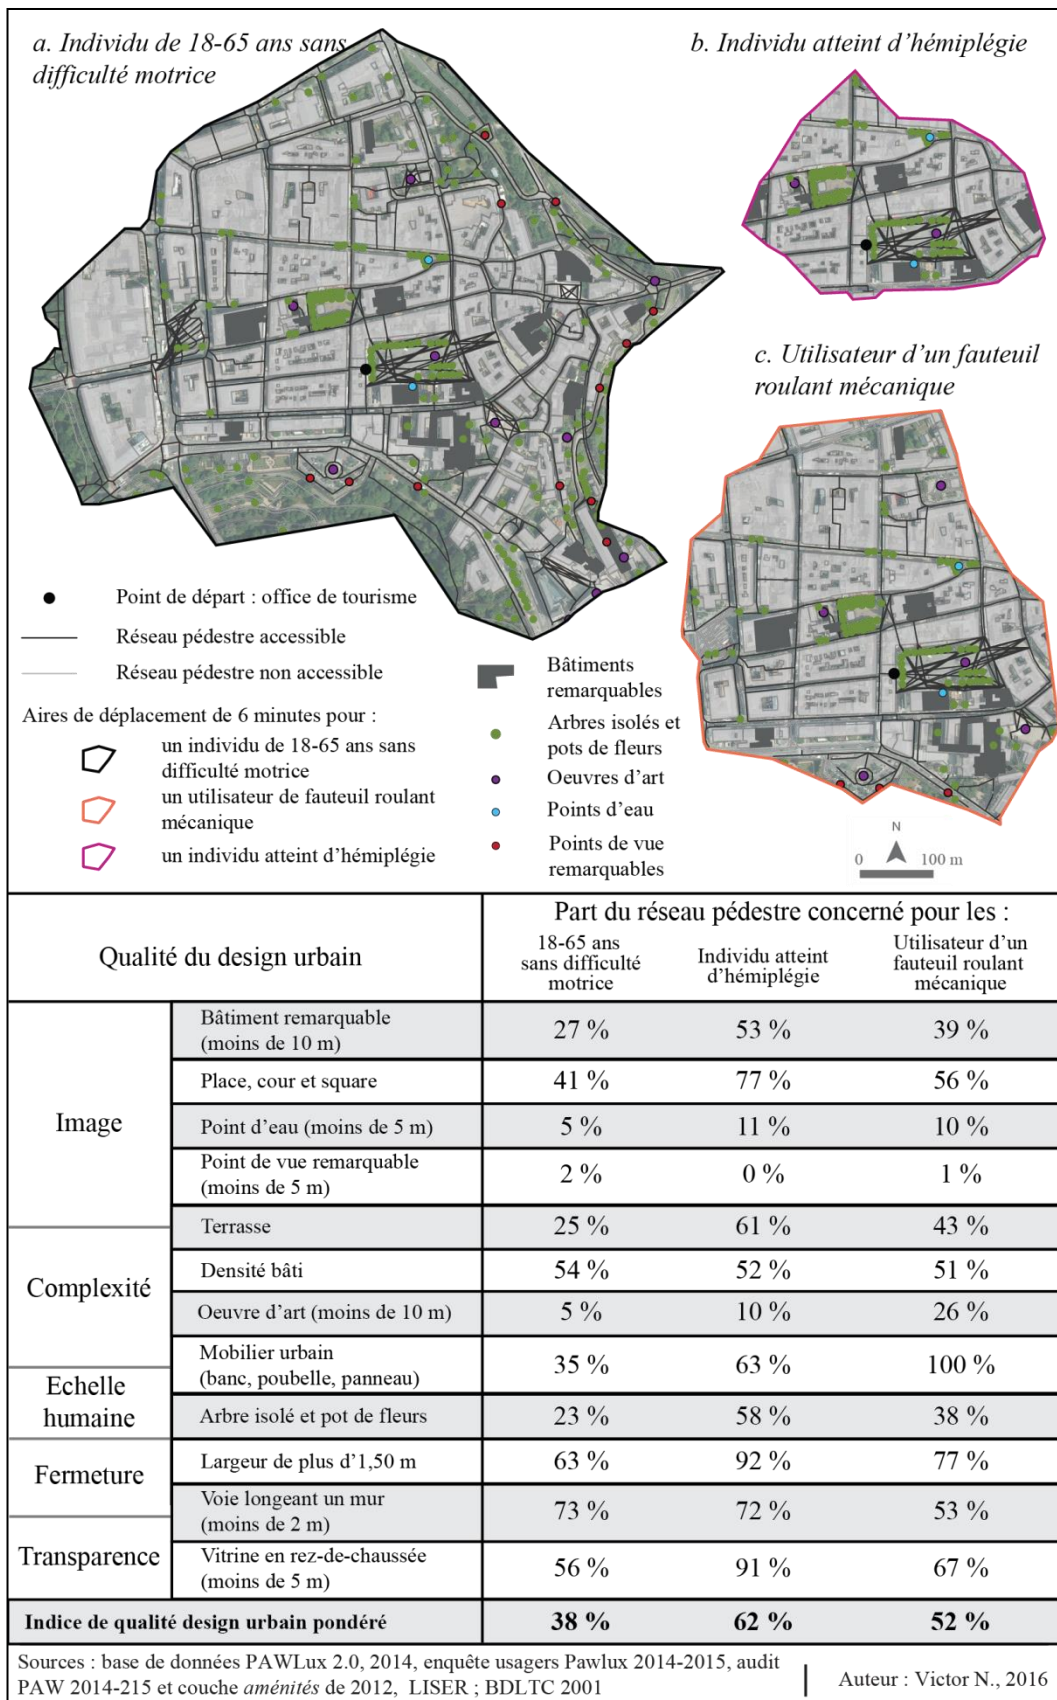 a. Individu de 18-65 ans sans
difficulté motrice
b. Individu atteint d'hémiplégie
c. Utilisateur d'un fauteuil
roulant mécanique
Point de départ : office de tourisme
Réseau pédestre accessible
Réseau pédestre non accessible
Aires de déplacement de 6 minutes pour :
un individu de 18-65 ans sans
difficulté motrice
un utilisateur de fauteuil roulant
mécanique
un individu atteint d'hémiplégie
Bâtiments
remarquables
Arbres isolés et
pots de fleurs
Oeuvres d'art
Points d'eau
Points de vue
remarquables
N
0 100 m
Qualité du design urbain
Part du réseau pédestre concerné pour les :
18-65 ans
sans difficulté
motrice
Individu atteint
d'hémiplégie
Utilisateur d'un
fauteuil roulant
mécanique
Image
Bâtiment remarquable
(moins de 10 m)
27 % 53 % 39 %
Place, cour et square 41 % 77 % 56 %
Point d'eau (moins de 5 m) 5 % 11 % 10 %
Point de vue remarquable
(moins de 5 m)
2 % 0 % 1 %
Terrasse 25 % 61 % 43 %
Complexité
Densité bâti 54 % 52 % 51 %
Oeuvre d'art (moins de 10 m) 5 % 10 % 26 %
Mobilier urbain
(banc, poubelle, panneau)
35 % 63 % 100 %
Echelle
humaine
Arbre isolé et pot de fleurs 23 % 58 % 38 %
Fermeture
Largeur de plus d'1,50 m 63 % 92 % 77 %
Voie longeant un mur
(moins de 2 m)
73 % 72 % 53 %
Transparence
Vitrine en rez-de-chaussée
(moins de 5 m)
56 % 91 % 67 %
Indice de qualité design urbain pondéré 38 % 62 % 52 %
Sources : base de données PAWLux 2.0, 2014, enquête usagers Pawlux 2014-2015, audit
PAW 2014-215 et couche aménités de 2012, LISER ; BDLTC 2001
Auteur : Victor N., 2016